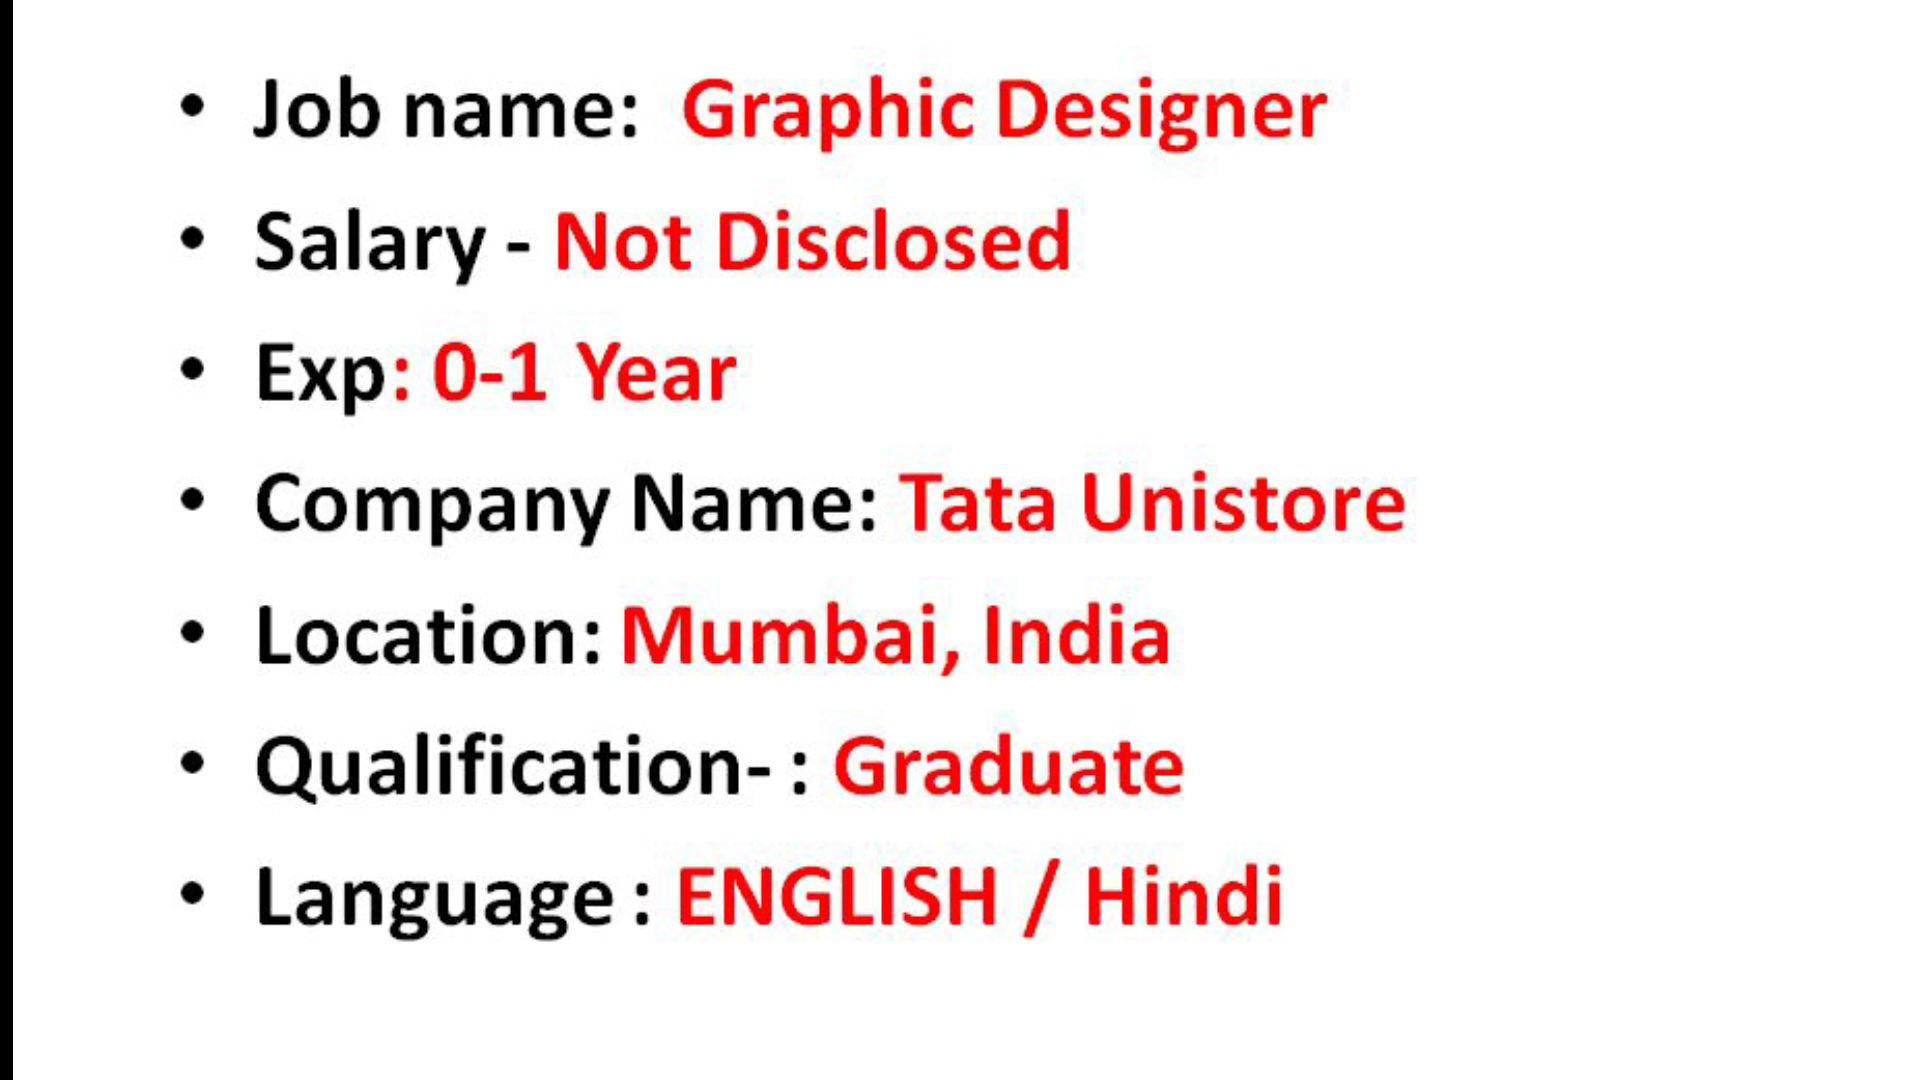 • Job name: Graphic Designer
• Salary - Not Disclosed
• Exp: 0-1 Year
• Company Name: Tata Unistore
• Location: Mumbai, India
• Qualification- : Graduate
• Language : ENGLISH / Hindi